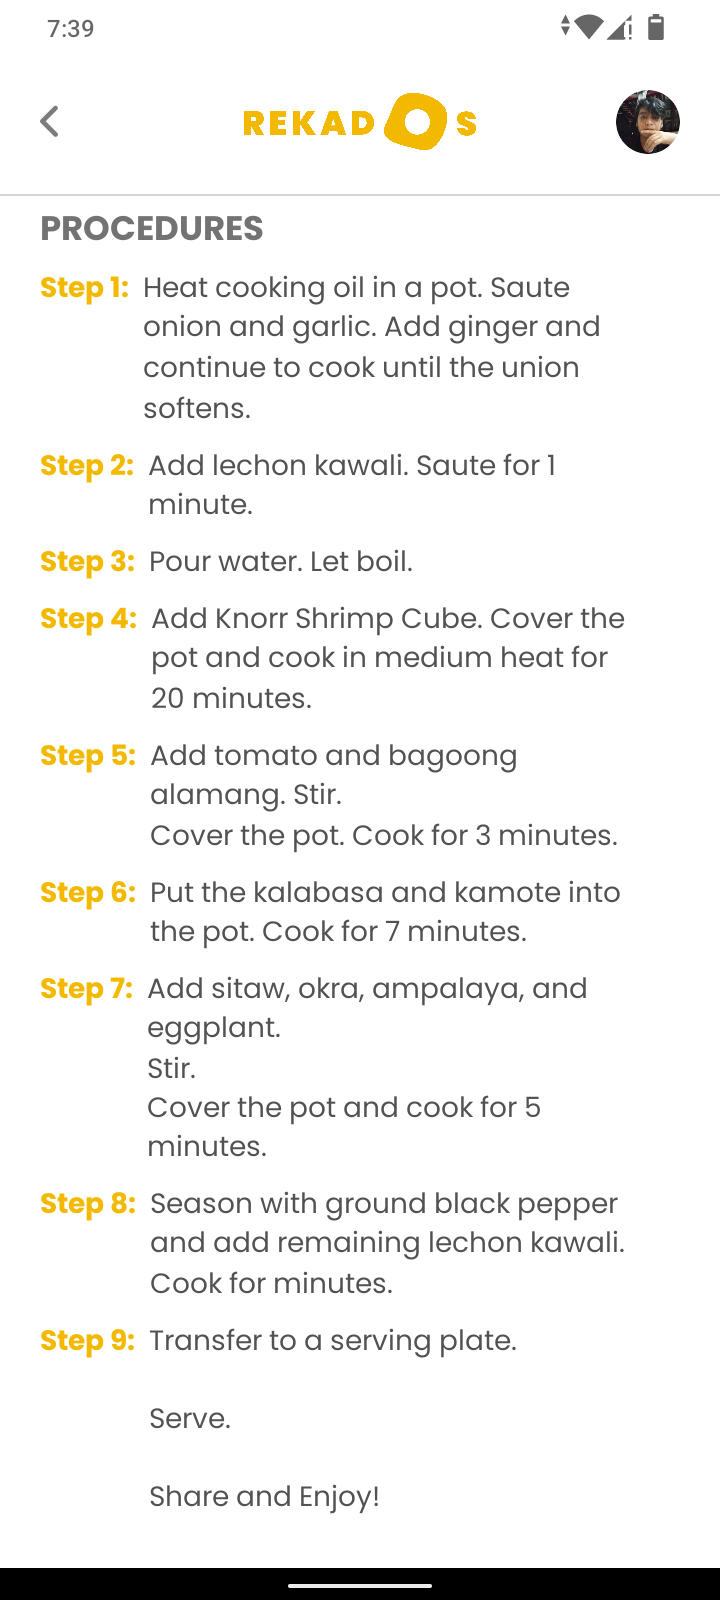 7:39
REKADOS
PROCEDURES
Step 1: Heat cooking oil in a pot. Saute
onion and garlic. Add ginger and
continue to cook until the union
softens.
Step 2: Add lechon kawali. Saute for 1
minute.
Step 3: Pour water. Let boil.
Step 4: Add Knorr Shrimp Cube. Cover the
pot and cook in medium heat for
20 minutes.
Step 5: Add tomato and bagoong
alamang. Stir.
Cover the pot. Cook for 3 minutes.
Step 6: Put the kalabasa and kamote into
the pot. Cook for 7 minutes.
Step 7: Add sitaw, okra, ampalaya, and
eggplant.
Stir.
Cover the pot and cook for 5
minutes.
Step 8: Season with ground black pepper
and add remaining lechon kawali.
Cook for minutes.
Step 9: Transfer to a serving plate.
Serve.
Share and Enjoy!